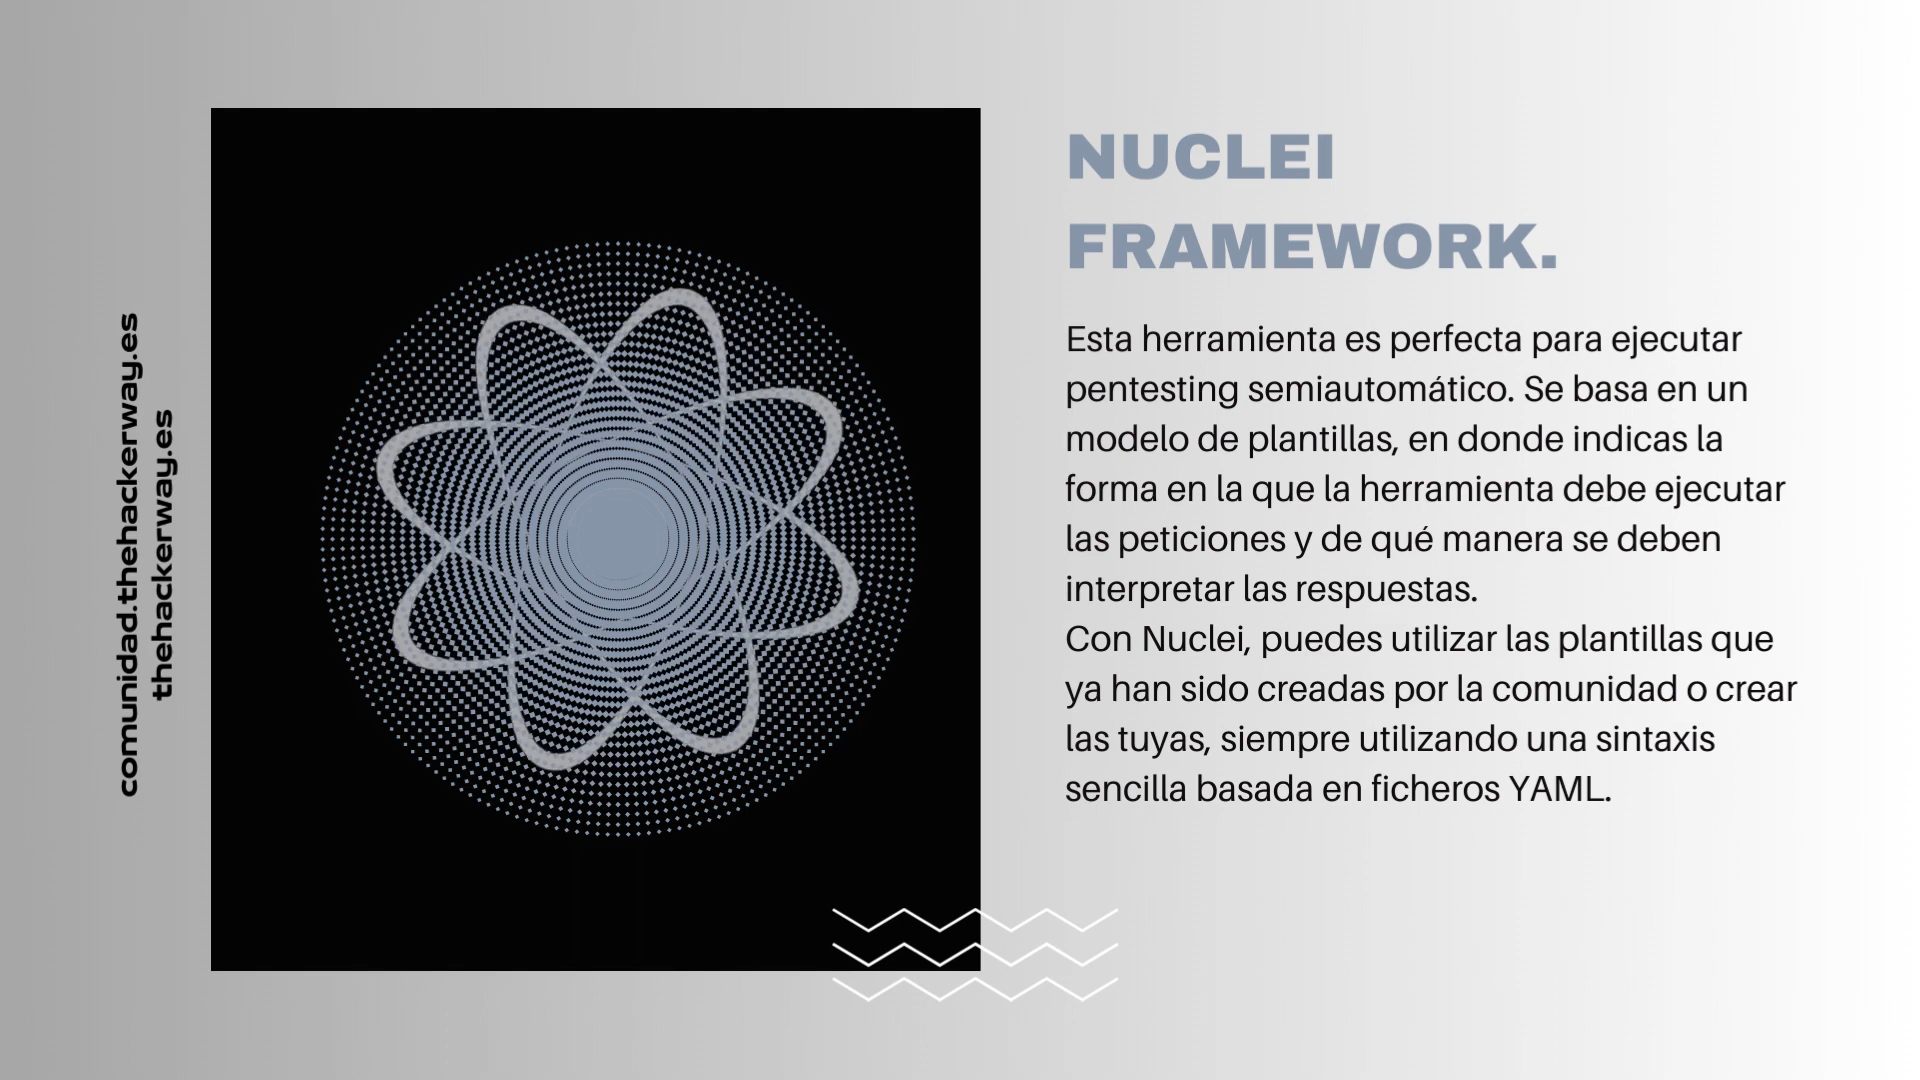 comunidad.thehackerway.es
thehackerway.es
NUCLEI
FRAMEWORK.
Esta herramienta es perfecta para ejecutar
pentesting semiautomático. Se basa en un
modelo de plantillas, en donde indicas la
forma en la que la herramienta debe ejecutar
las peticiones y de qué manera se deben
interpretar las respuestas.
Con Nuclei, puedes utilizar las plantillas que
ya han sido creadas por la comunidad o crear
las tuyas, siempre utilizando una sintaxis
sencilla basada en ficheros YAML.